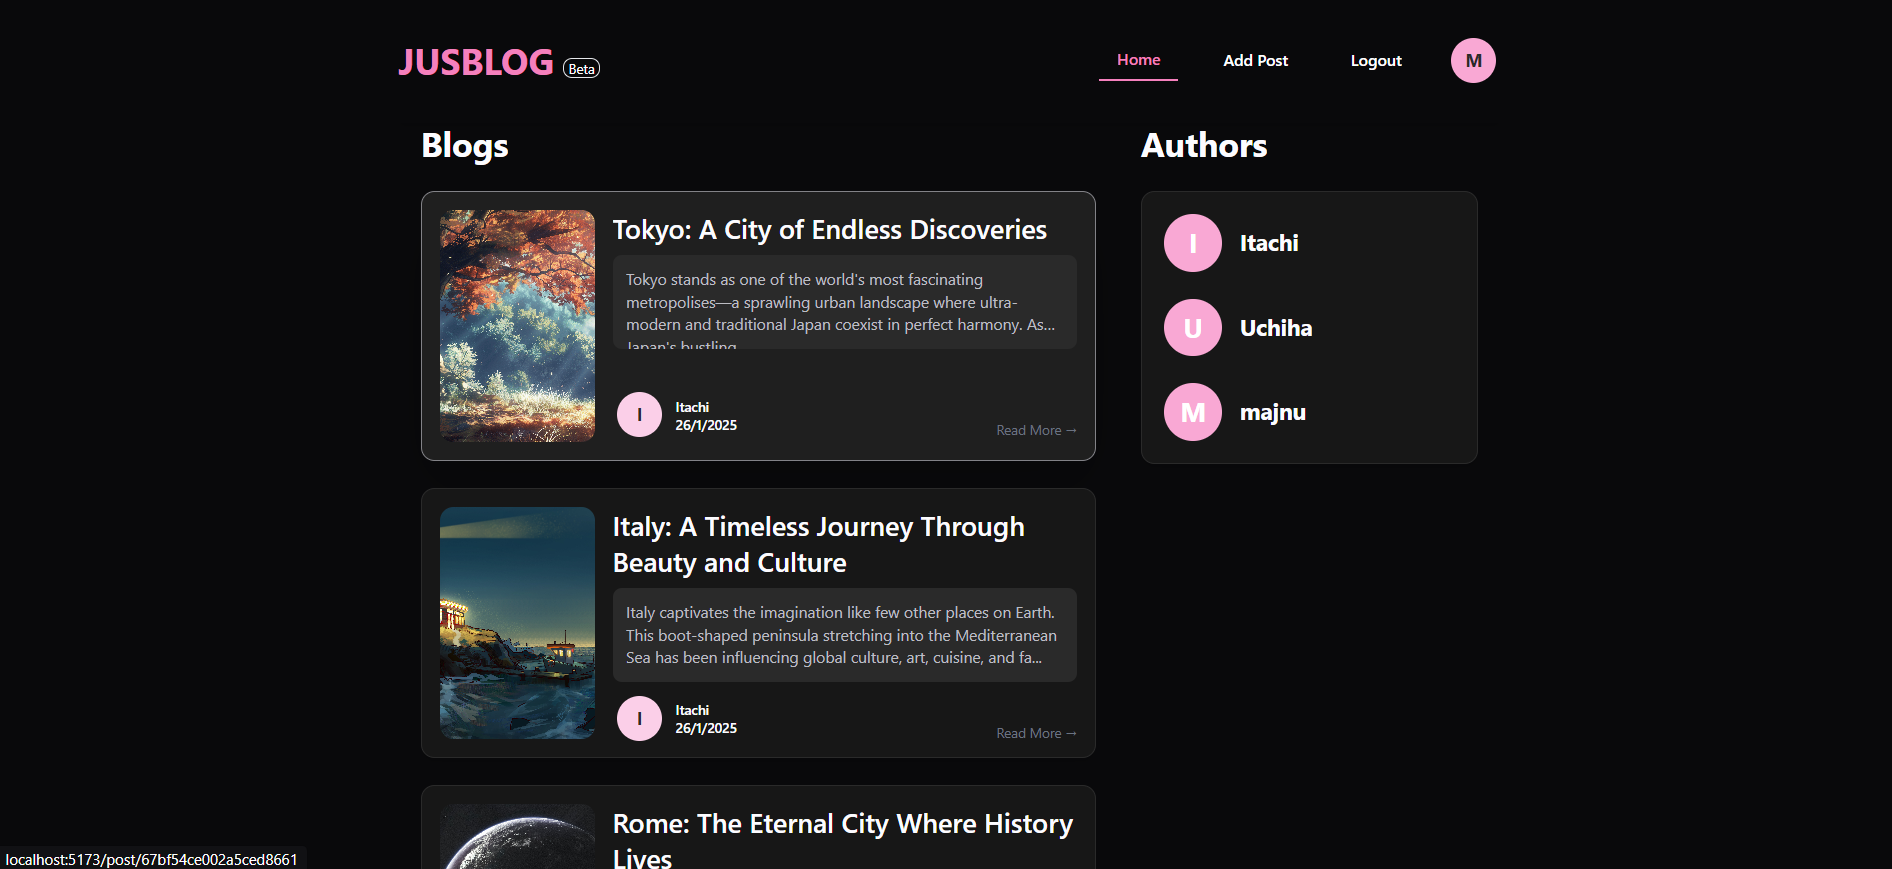 JUSBLOG Beta
Home Add Post Logout M
Blogs
Tokyo: A City of Endless Discoveries
Tokyo stands as one of the world's most fascinating
metropolises—a sprawling urban landscape where ultra-
modern and traditional Japan coexist in perfect harmony. As...
Japan's bustling
I
Itachi
26/1/2025
Read More →
Italy: A Timeless Journey Through
Beauty and Culture
Italy captivates the imagination like few other places on Earth.
This boot-shaped peninsula stretching into the Mediterranean
Sea has been influencing global culture, art, cuisine, and fa...
I
Itachi
26/1/2025
Read More →
Rome: The Eternal City Where History
Lives
Authors
I Itachi
U Uchiha
M majnu
localhost:5173/post/67bf54ce002a5ced8661